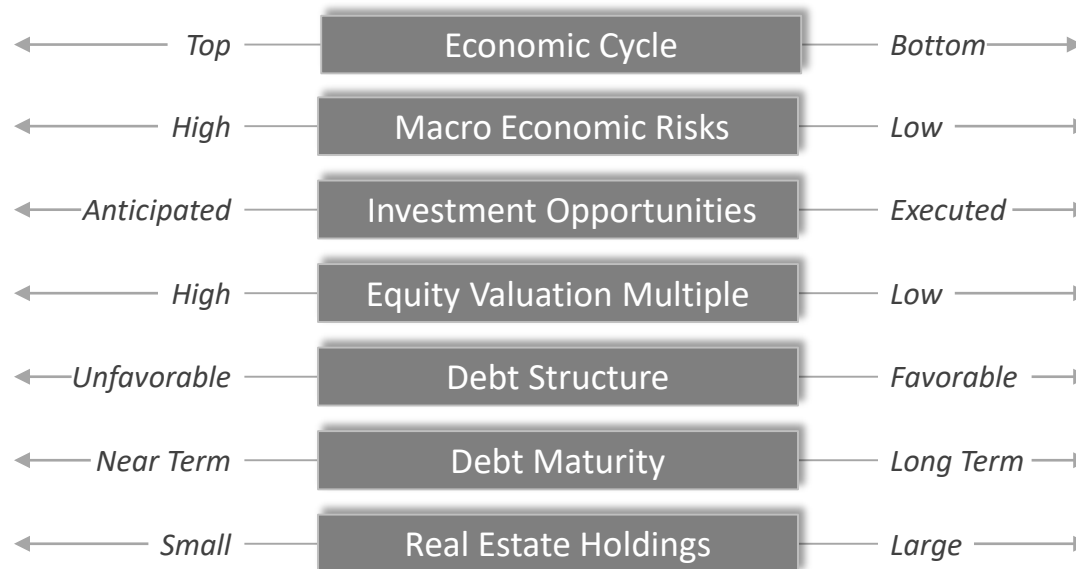 Top Economic Cycle Bottom
High Macro Economic Risks Low
Anticipated Investment Opportunities Executed
High Equity Valuation Multiple Low
Unfavorable Debt Structure Favorable
Near Term Debt Maturity Long Term
Small Real Estate Holdings Large